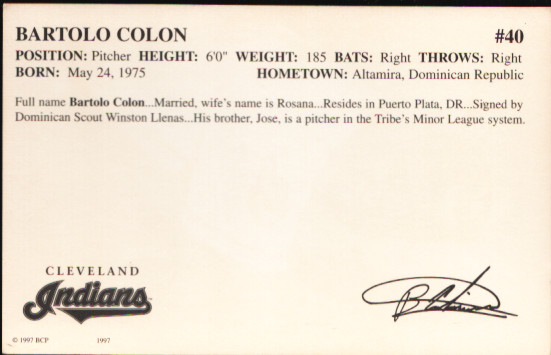 BARTOLO COLON #40
POSITION: Pitcher HEIGHT: 6'0" WEIGHT: 185 BATS: Right THROWS: Right
BORN: May 24, 1975 HOMETOWN: Altamira, Dominican Republic
Full name Bartolo Colon...Married, wife's name is Rosana...Resides in Puerto Plata, DR...Signed by
Dominican Scout Winston Llenas...His brother, Jose, is a pitcher in the Tribe's Minor League system.
CLEVELAND
Indians
© 1997 BCP 1997